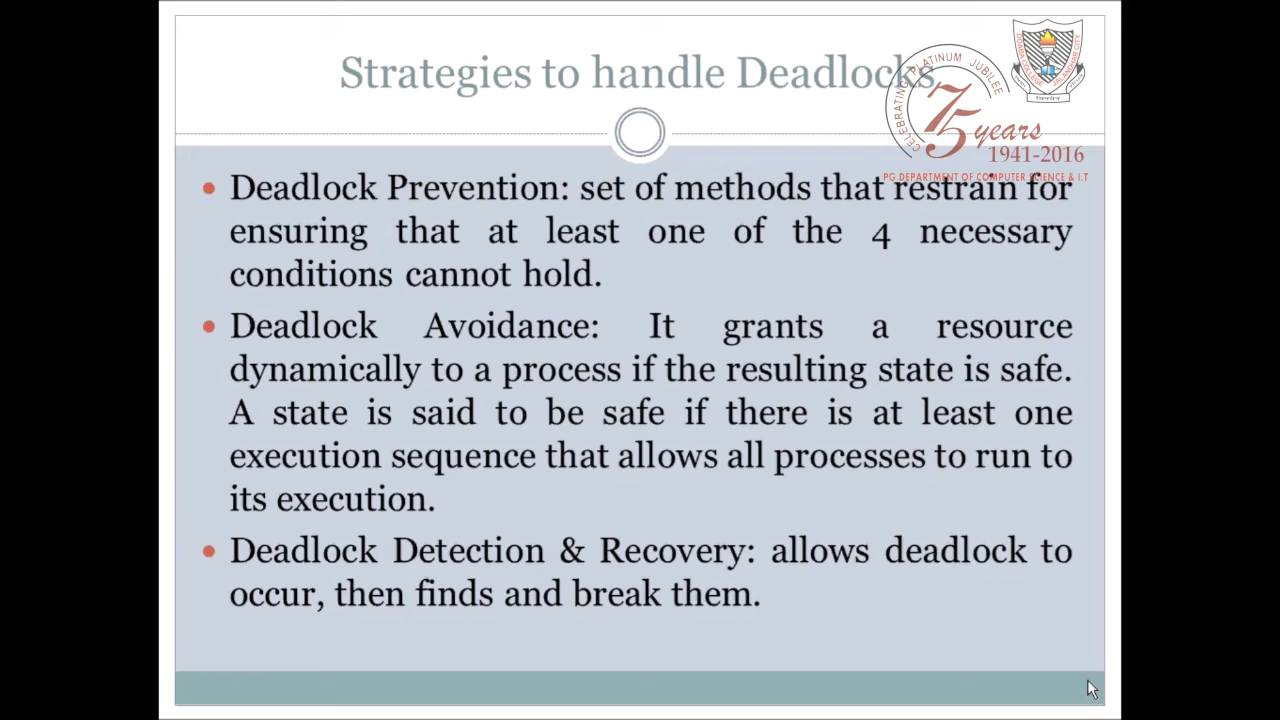 Strategies to handle Deadlocks
CELEBRATING PLATINUM JUBILEE
75 years
1941-2016
PG DEPARTMENT OF COMPUTER SCIENCE & I.T
• Deadlock Prevention: set of methods that restrain for
ensuring that at least one of the 4 necessary
conditions cannot hold.
• Deadlock Avoidance: It grants a resource
dynamically to a process if the resulting state is safe.
A state is said to be safe if there is at least one
execution sequence that allows all processes to run to
its execution.
• Deadlock Detection & Recovery: allows deadlock to
occur, then finds and break them.